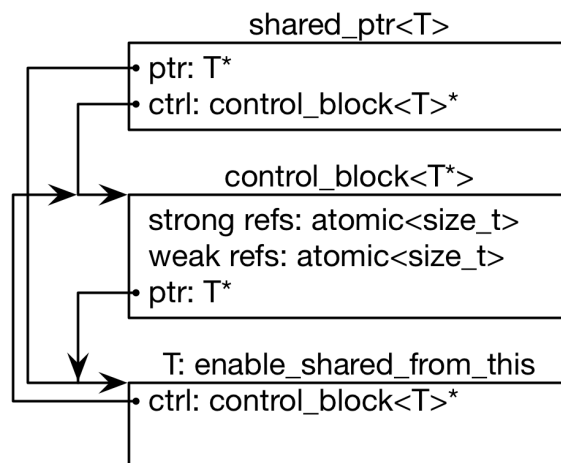 shared_ptr<T>
ptr: T*
ctrl: control_block<T>*
control_block<T*>
strong refs: atomic<size_t>
weak refs: atomic<size_t>
ptr: T*
T: enable_shared_from_this
ctrl: control_block<T>*